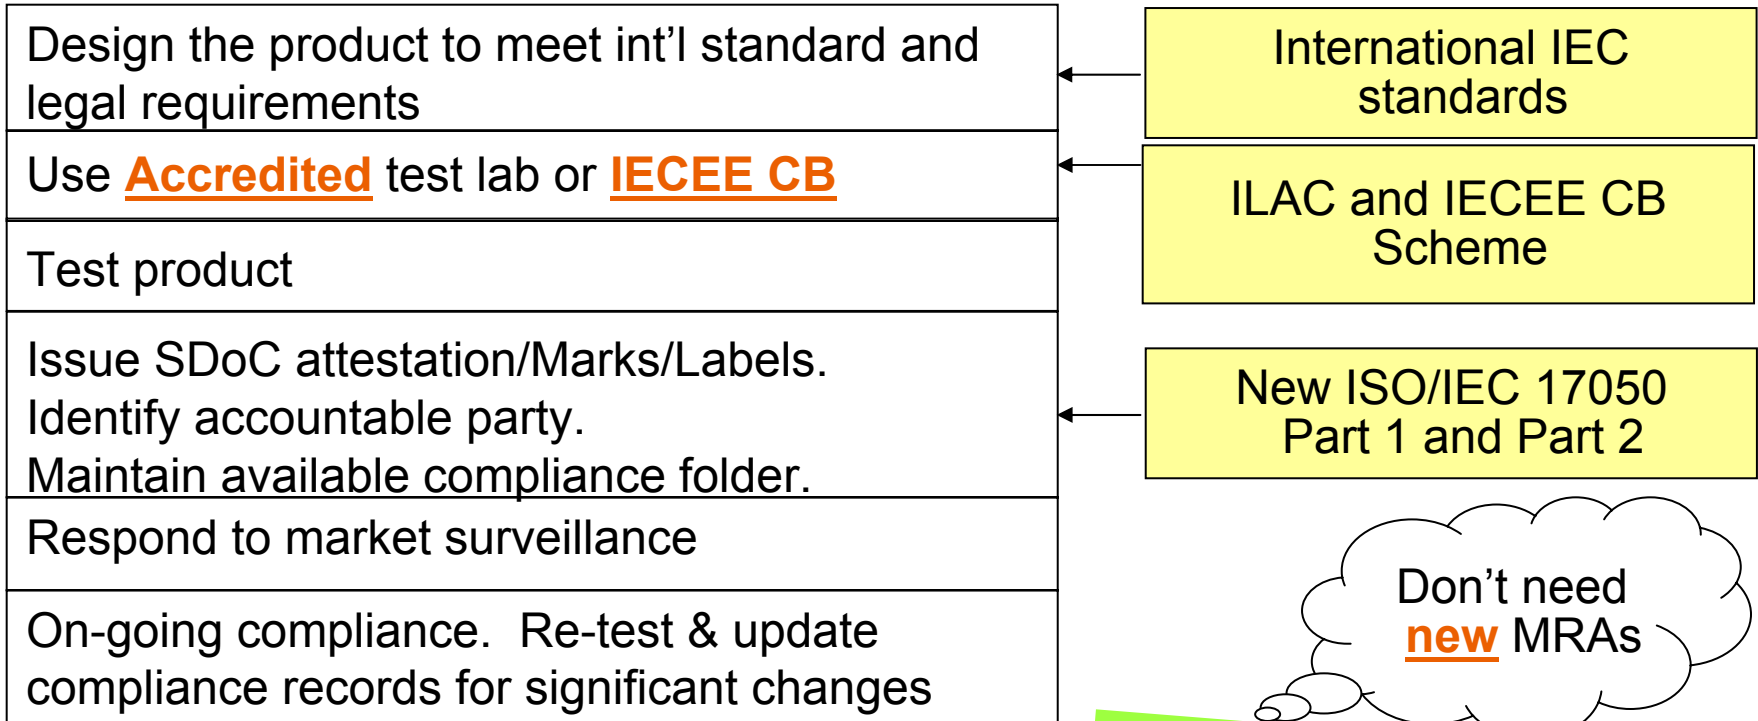 Design the product to meet int’l standard and
legal requirements
Use Accredited test lab or IECEE CB
Test product
Issue SDoC attestation/Marks/Labels.
Identify accountable party.
Maintain available compliance folder.
Respond to market surveillance
On-going compliance.  Re-test & update
compliance records for significant changes
International IEC
standards
ILAC and IECEE CB
Scheme
New ISO/IEC 17050
Part 1 and Part 2
Don’t need
new MRAs